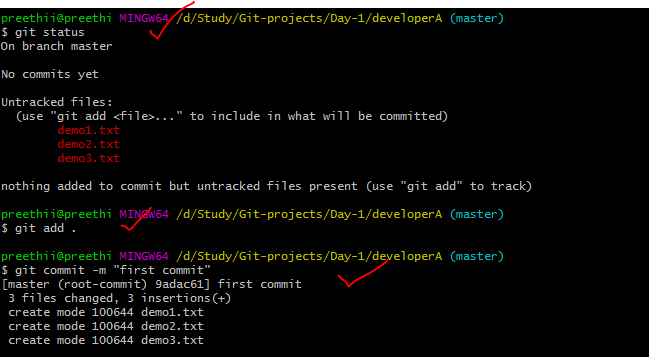 preethii@preethi MINGW64 /d/Study/Git-projects/Day-1/developerA (master)
$ git status
On branch master
No commits yet
Untracked files:
  (use "git add <file>..." to include in what will be committed)
        demo1.txt
        demo2.txt
        demo3.txt
nothing added to commit but untracked files present (use "git add" to track)
preethii@preethi MINGW64 /d/Study/Git-projects/Day-1/developerA (master)
$ git add .
preethii@preethi MINGW64 /d/Study/Git-projects/Day-1/developerA (master)
$ git commit -m "first commit"
[master (root-commit) 9adac61] first commit
 3 files changed, 3 insertions(+)
 create mode 100644 demo1.txt
 create mode 100644 demo2.txt
 create mode 100644 demo3.txt